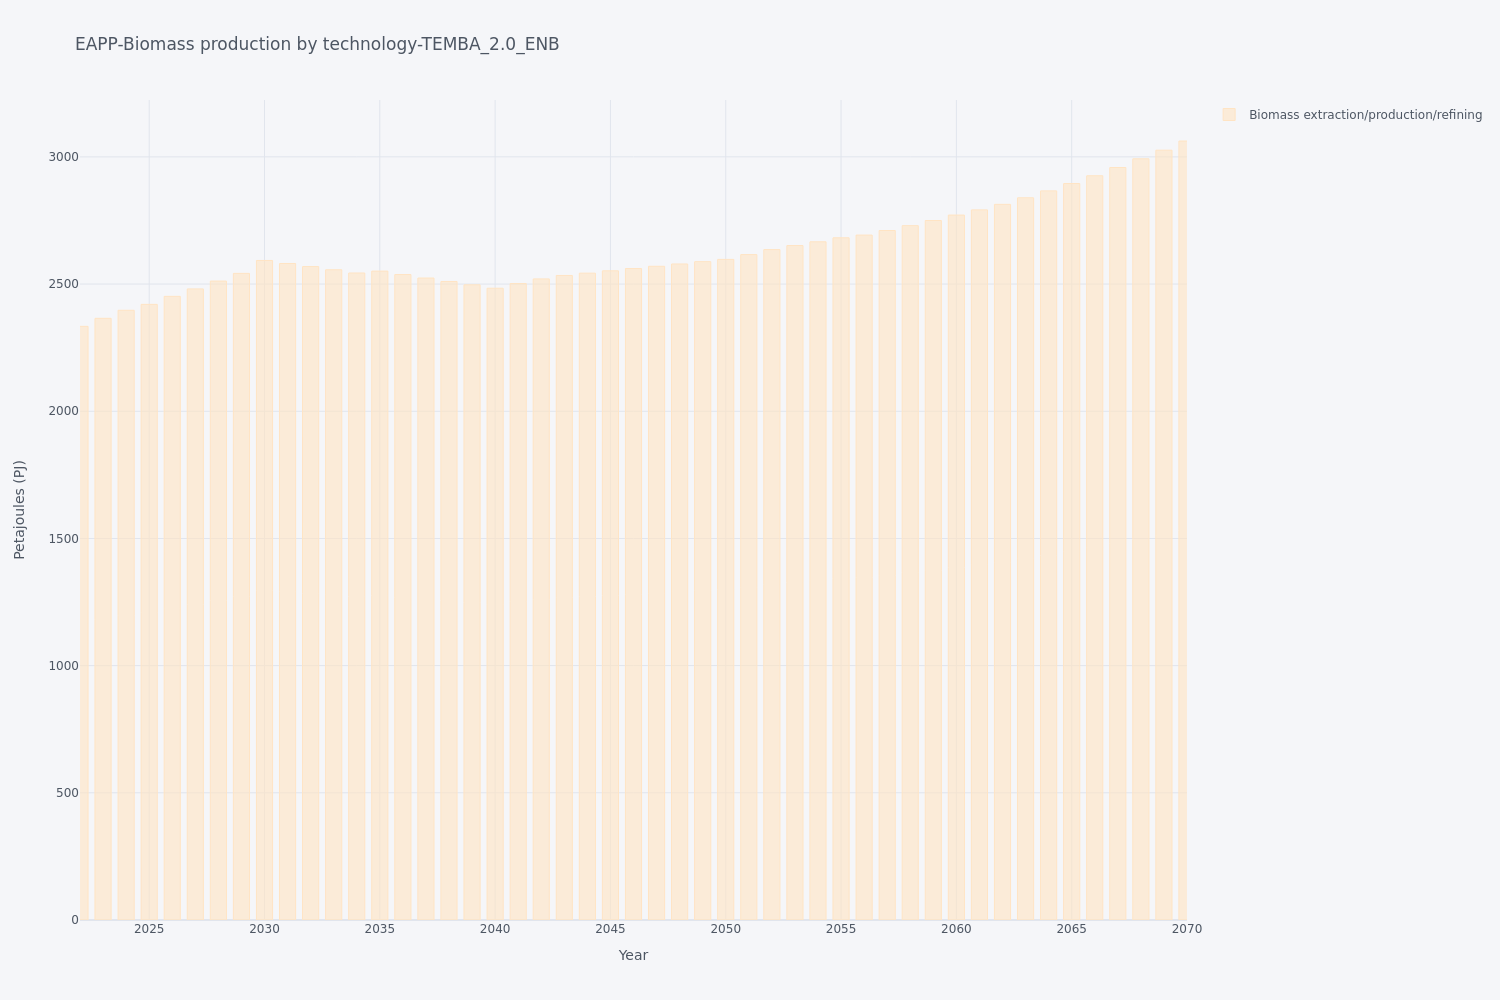 EAPP-Biomass production by technology-TEMBA_2.0_ENB
Biomass extraction/production/refining
3000
2500
2000
1500
1000
500
0
Petajoules (PJ)
2025 2030 2035 2040 2045 2050 2055 2060 2065 2070
Year